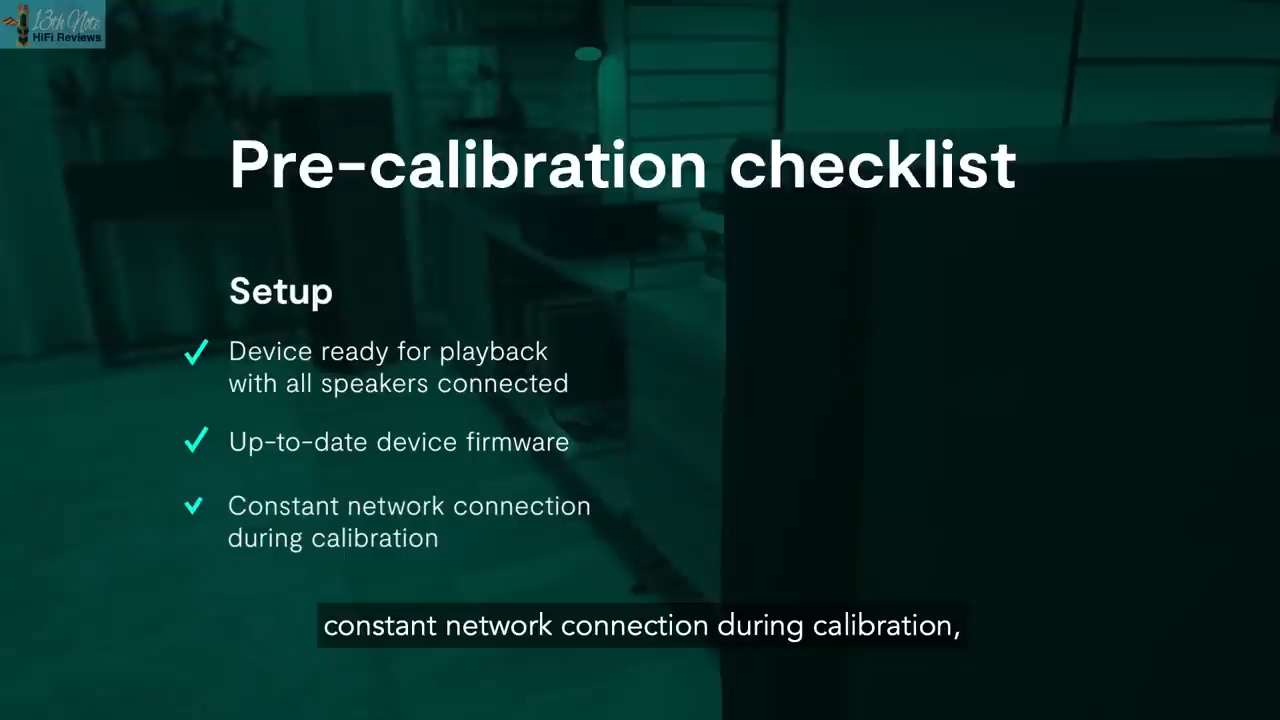 13th Note
HiFi Reviews
Pre-calibration checklist
Setup
Device ready for playback
with all speakers connected
Up-to-date device firmware
Constant network connection
during calibration
constant network connection during calibration,